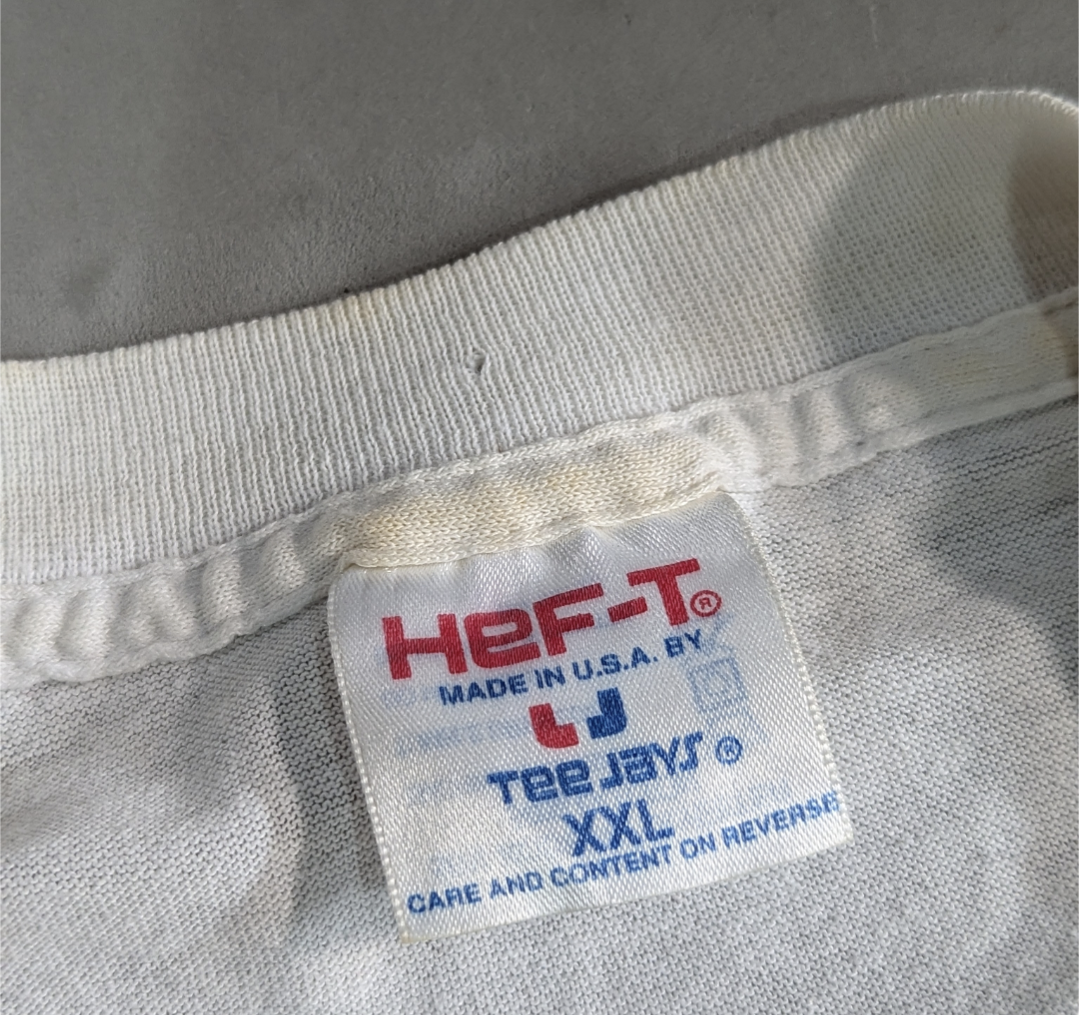 HeF-T®
MADE IN U.S.A. BY
TEE JAYS ®
XXL
CARE AND CONTENT ON REVERSE